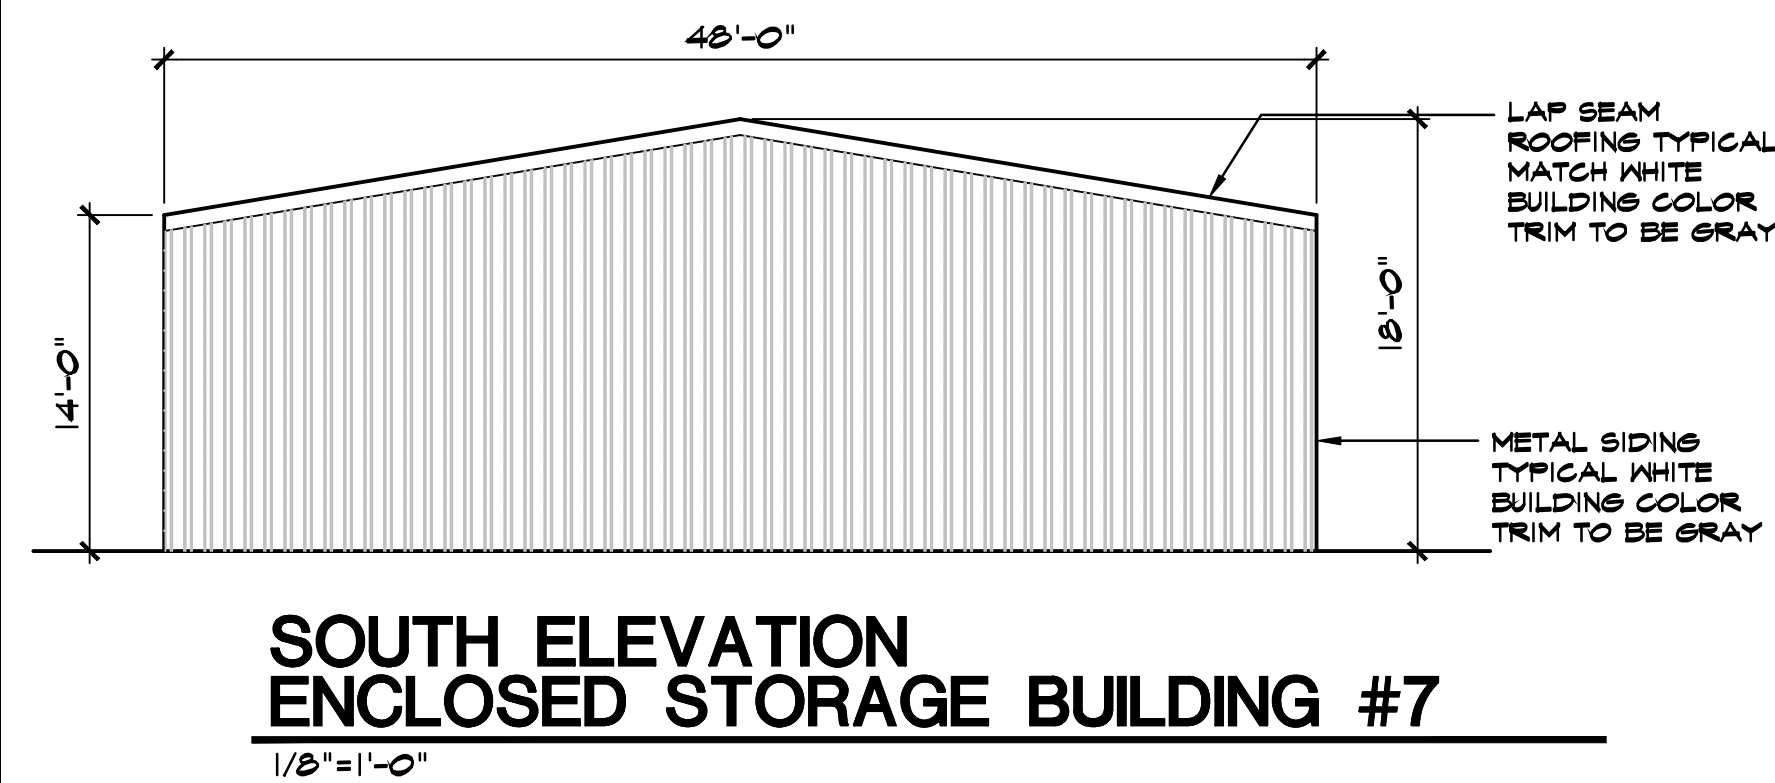 48'-0"
LAP SEAM
ROOFING TYPICAL
MATCH WHITE
BUILDING COLOR
TRIM TO BE GRAY
14'-0"
18'-0"
METAL SIDING
TYPICAL WHITE
BUILDING COLOR
TRIM TO BE GRAY
SOUTH ELEVATION
ENCLOSED STORAGE BUILDING #7
1/8"=1'-0"